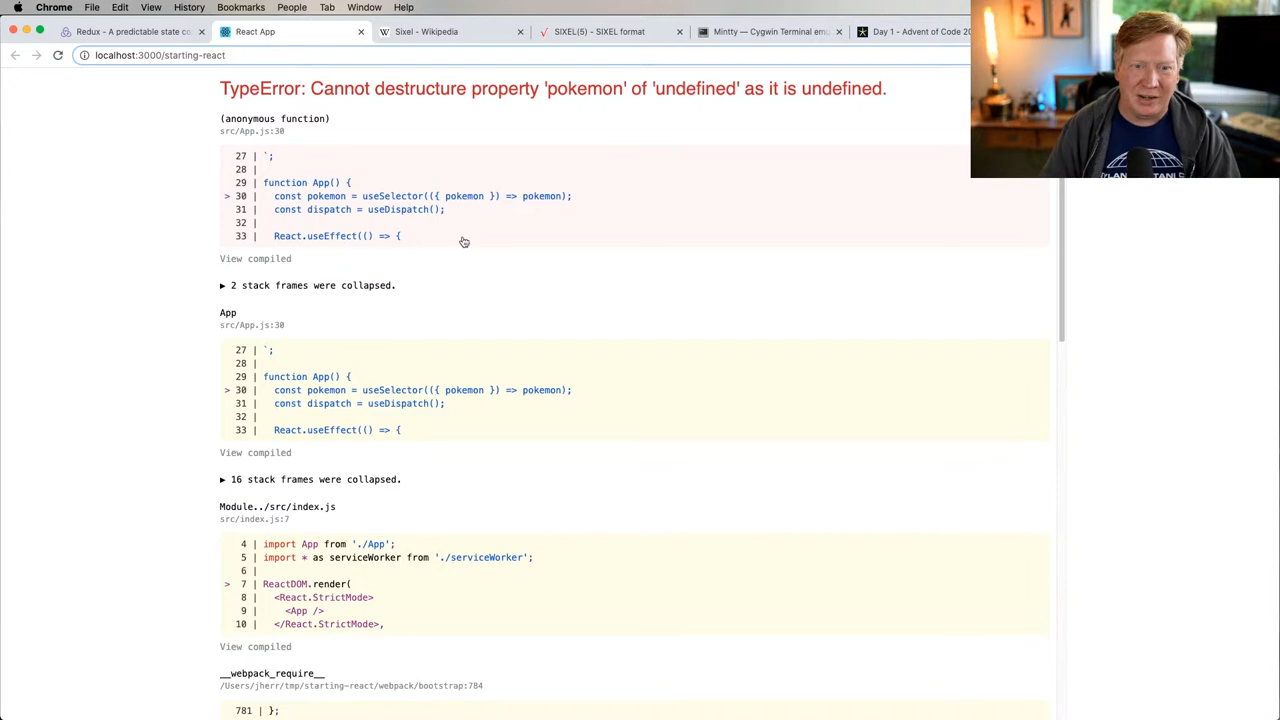 Chrome File Edit View History Bookmarks People Tab Window Help
Redux - A predictable state co
React App
Sixel - Wikipedia
SIXEL(5) - SIXEL format
Mintty — Cygwin Terminal em
Day 1 - Advent of Code 20
localhost:3000/starting-react
TypeError: Cannot destructure property 'pokemon' of 'undefined' as it is undefined.
(anonymous function)
src/App.js:30
27 | `;
28 |
29 | function App() {
> 30 | const pokemon = useSelector(({ pokemon }) => pokemon);
31 | const dispatch = useDispatch();
32 |
33 | React.useEffect(() => {
View compiled
▶ 2 stack frames were collapsed.
App
src/App.js:30
27 | `;
28 |
29 | function App() {
> 30 | const pokemon = useSelector(({ pokemon }) => pokemon);
31 | const dispatch = useDispatch();
32 |
33 | React.useEffect(() => {
View compiled
▶ 16 stack frames were collapsed.
Module../src/index.js
src/index.js:7
4 | import App from './App';
5 | import * as serviceWorker from './serviceWorker';
6 |
> 7 | ReactDOM.render(
8 | <React.StrictMode>
9 | <App />
10 | </React.StrictMode>,
View compiled
__webpack_require__
/Users/jherr/tmp/starting-react/webpack/bootstrap:784
781 | };